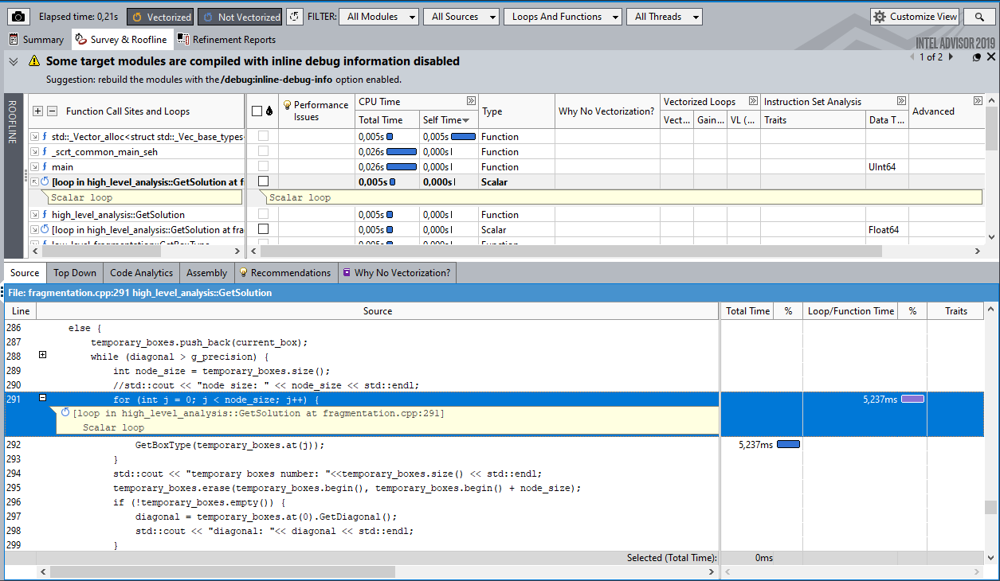 Elapsed time: 0,21s Vectorized Not Vectorized FILTER: All Modules All Sources Loops And Functions All Threads Customize View
Summary Survey & Roofline Refinement Reports INTEL ADVISOR 2019
Some target modules are compiled with inline debug information disabled 1 of 2
Suggestion: rebuild the modules with the /debug:inline-debug-info option enabled.
ROOFLINE
Function Call Sites and Loops Performance Issues CPU Time Type Why No Vectorization? Vectorized Loops Instruction Set Analysis Advanced
Total Time Self Time Vect... Gain... VL (... Traits Data T...
f std::_Vector_alloc<struct std::_Vec_base_types 0,005s 0,005s Function
f _scrt_common_main_seh 0,026s 0,000s Function
f main 0,026s 0,000s Function UInt64
[loop in high_level_analysis::GetSolution at f 0,005s 0,000s Scalar
Scalar loop Scalar loop
f high_level_analysis::GetSolution 0,005s 0,000s Function
[loop in high_level_analysis::GetSolution at fra 0,005s 0,000s Scalar Float64
Source Top Down Code Analytics Assembly Recommendations Why No Vectorization?
File: fragmentation.cpp:291 high_level_analysis::GetSolution
Line Source Total Time % Loop/Function Time % Traits
286 else {
287 temporary_boxes.push_back(current_box);
288 while (diagonal > g_precision) {
289 int node_size = temporary_boxes.size();
290 //std::cout << "node size: " << node_size << std::endl;
291 for (int j = 0; j < node_size; j++) { 5,237ms
[loop in high_level_analysis::GetSolution at fragmentation.cpp:291]
Scalar loop
292 GetBoxType(temporary_boxes.at(j)); 5,237ms
293 }
294 std::cout << "temporary boxes number: "<<temporary_boxes.size() << std::endl;
295 temporary_boxes.erase(temporary_boxes.begin(), temporary_boxes.begin() + node_size);
296 if (!temporary_boxes.empty()) {
297 diagonal = temporary_boxes.at(0).GetDiagonal();
298 std::cout << "diagonal: "<< diagonal << std::endl;
299 }
Selected (Total Time): 0ms